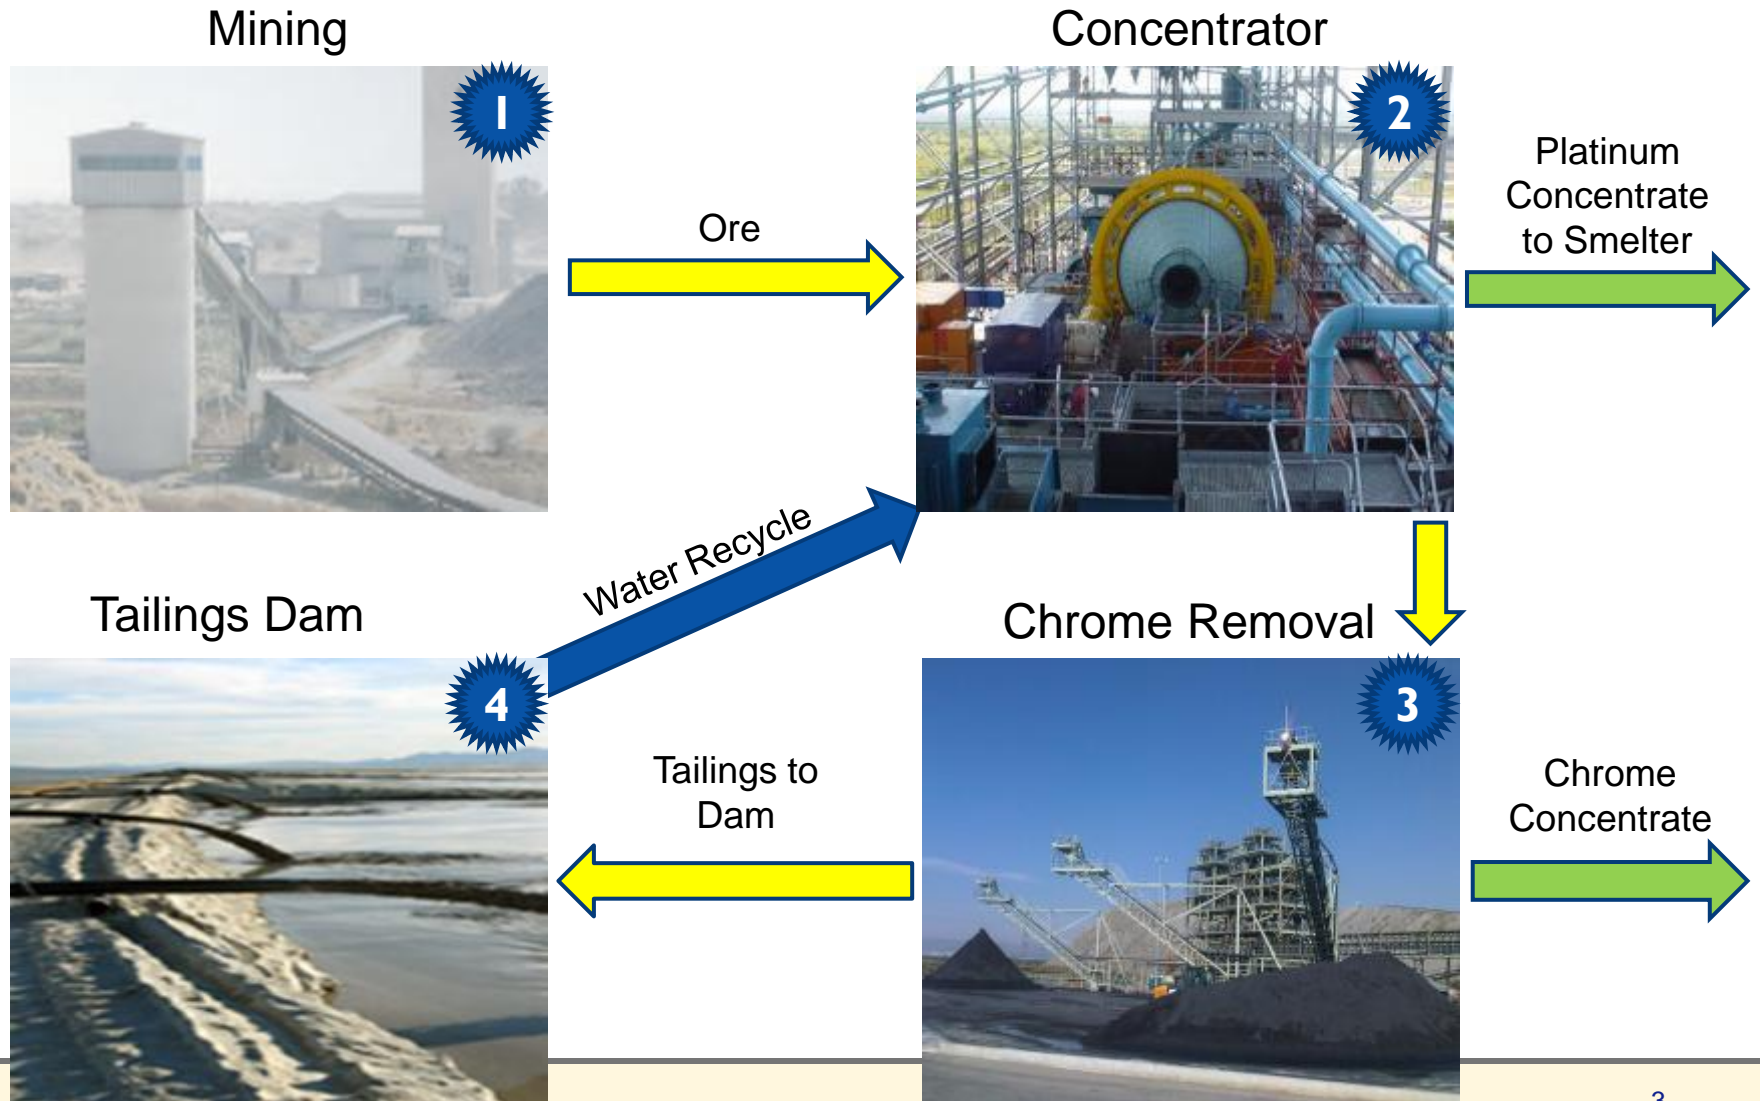 Mining
Concentrator
1
2
Ore
Platinum
Concentrate
to Smelter
Water Recycle
Tailings Dam
Chrome Removal
4
3
Tailings to
Dam
Chrome
Concentrate
3